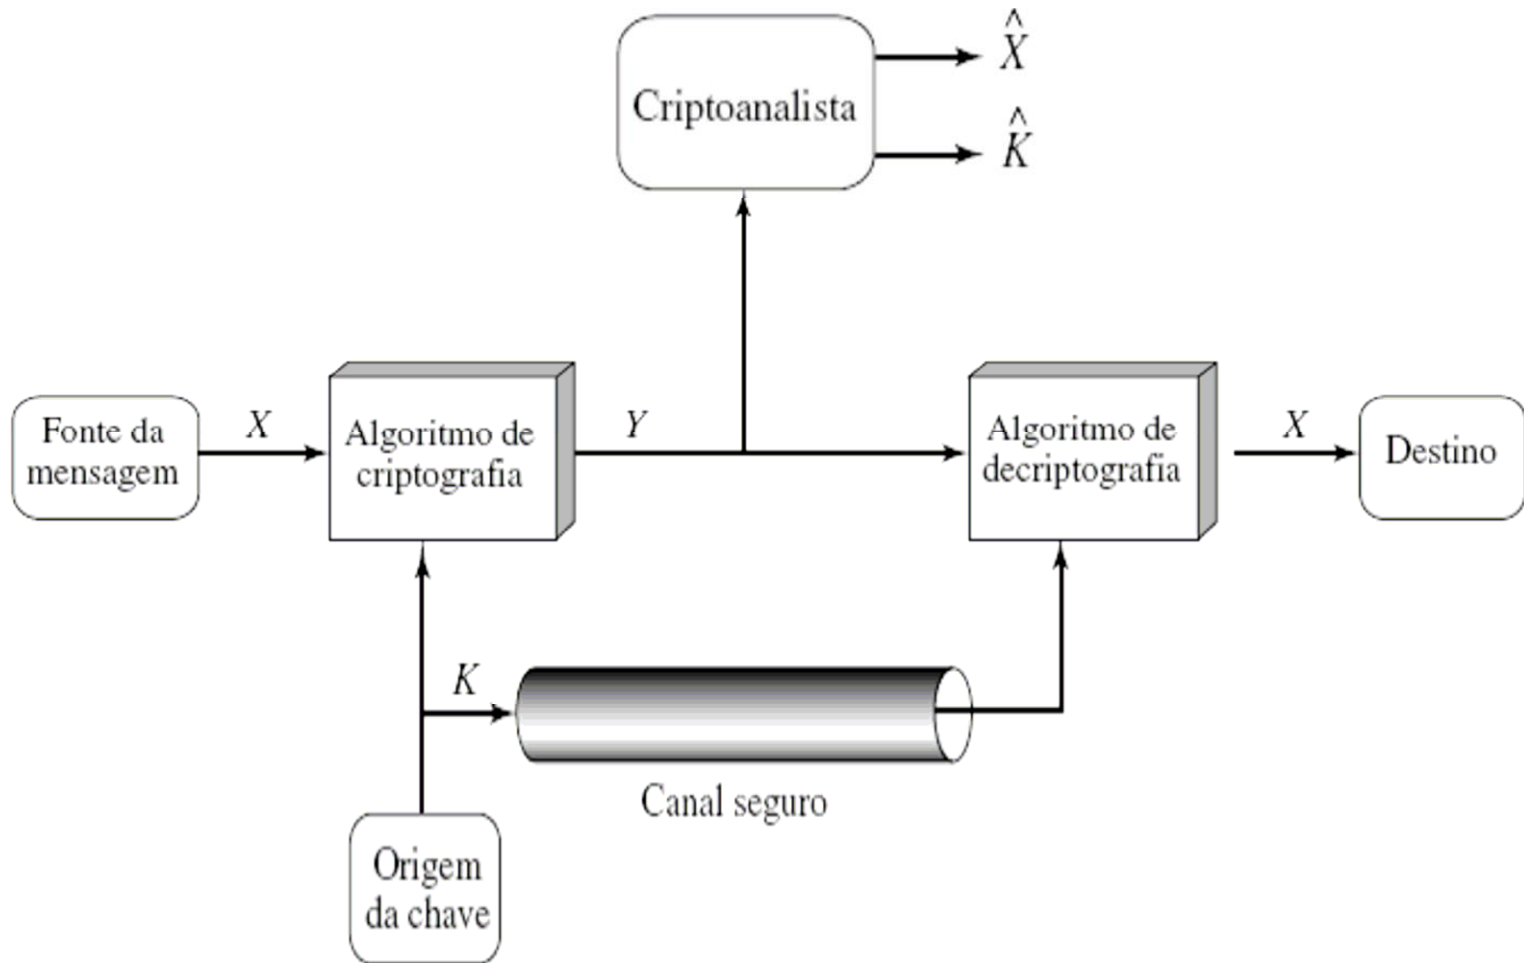 X̂
Criptoanalista
K̂
Fonte da
mensagem
X
Algoritmo de
criptografia
Y
Algoritmo de
decriptografia
X
Destino
K
Canal seguro
Origem
da chave